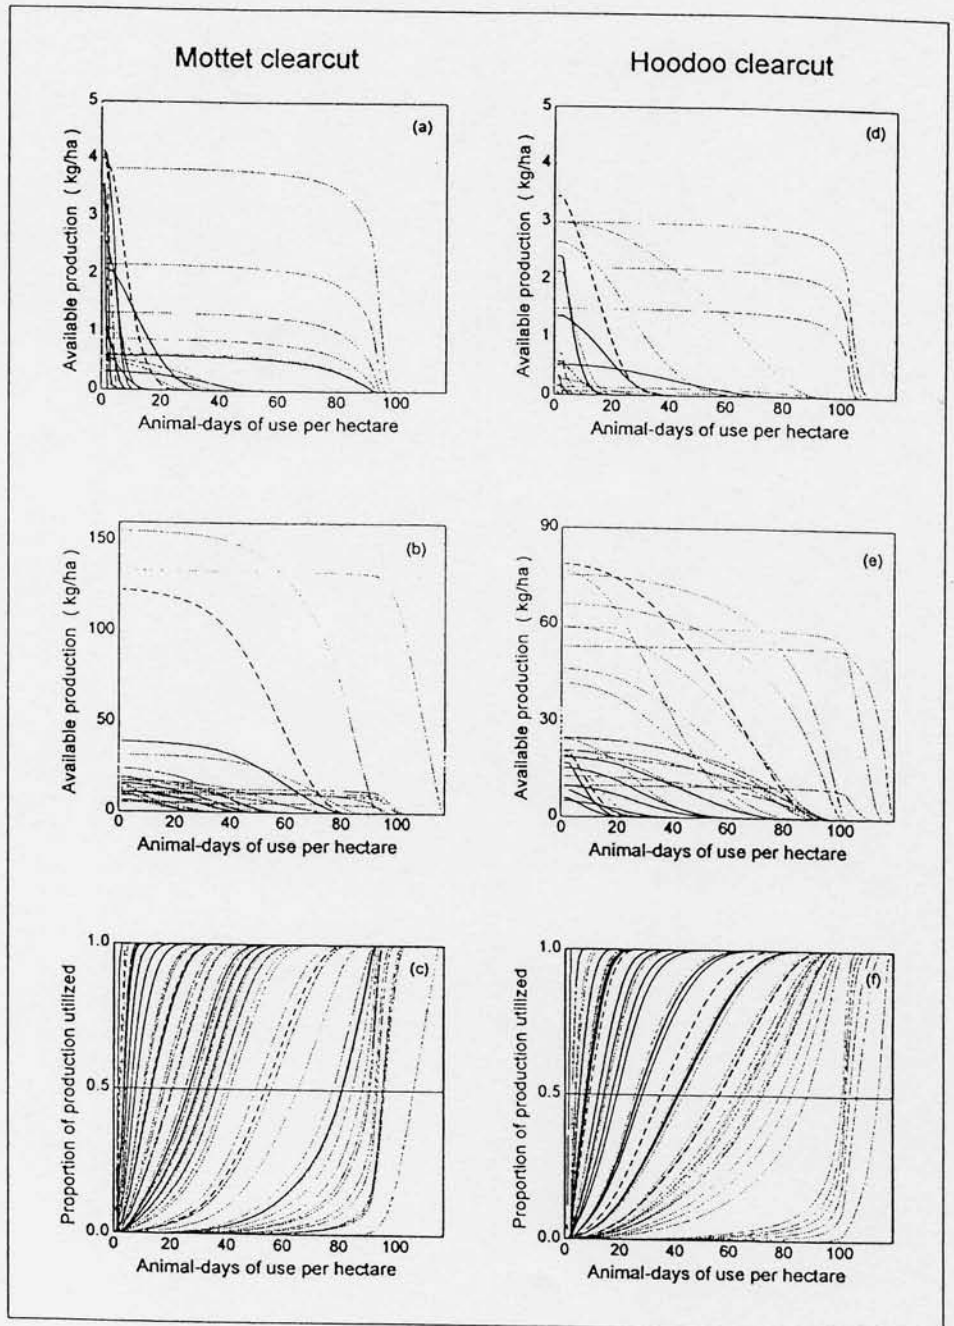 Mottet clearcut
Hoodoo clearcut
(a)
Available production ( kg/ha )
5
4
3
2
1
0
0 20 40 60 80 100
Animal-days of use per hectare
(d)
Available production ( kg/ha )
5
4
3
2
1
0
0 20 40 60 80 100
Animal-days of use per hectare
(b)
Available production ( kg/ha )
150
100
50
0
0 20 40 60 80 100
Animal-days of use per hectare
(e)
Available production ( kg/ha )
90
60
30
0
0 20 40 60 80 100
Animal-days of use per hectare
(c)
Proportion of production utilized
1.0
0.5
0.0
0 20 40 60 80 100
Animal-days of use per hectare
(f)
Proportion of production utilized
1.0
0.5
0.0
0 20 40 60 80 100
Animal-days of use per hectare